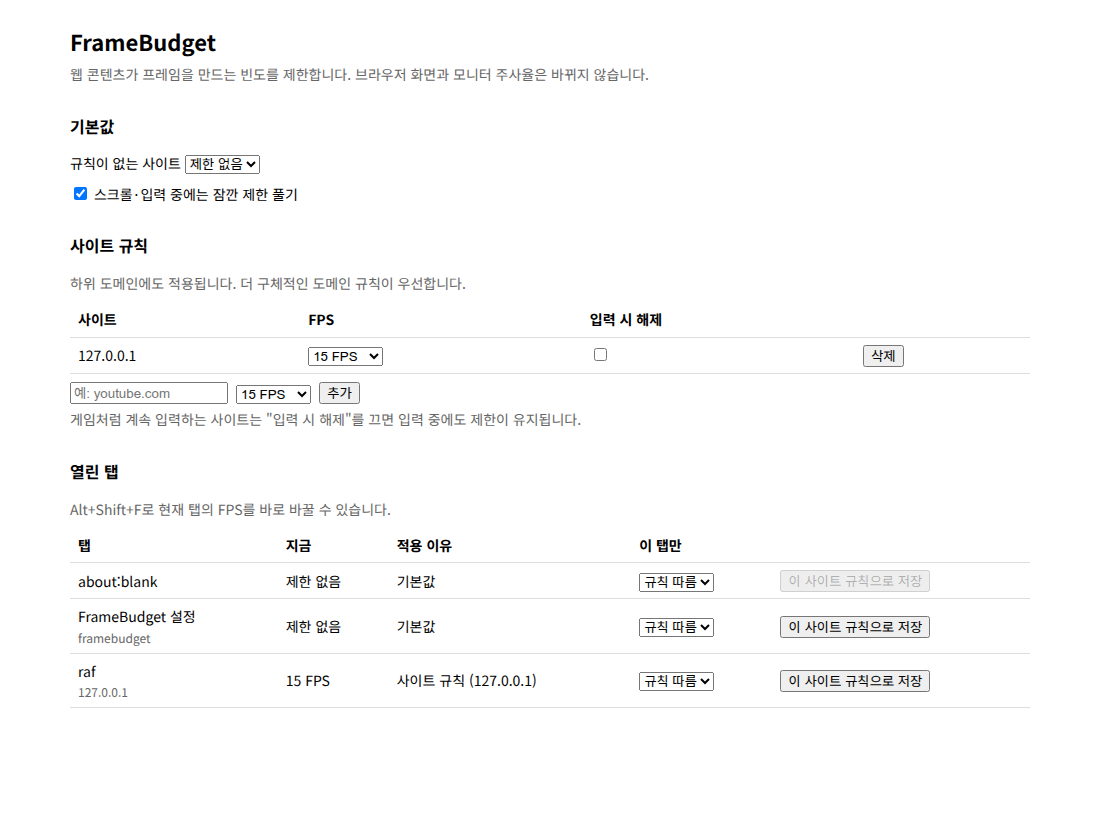 FrameBudget
웹 콘텐츠가 프레임을 만드는 빈도를 제한합니다. 브라우저 화면과 모니터 주사율은 바뀌지 않습니다.
기본값
규칙이 없는 사이트 제한 없음
스크롤·입력 중에는 잠깐 제한 풀기
사이트 규칙
하위 도메인에도 적용됩니다. 더 구체적인 도메인 규칙이 우선합니다.
사이트 FPS 입력 시 해제
127.0.0.1 15 FPS 삭제
예: youtube.com 15 FPS 추가
게임처럼 계속 입력하는 사이트는 "입력 시 해제"를 끄면 입력 중에도 제한이 유지됩니다.
열린 탭
Alt+Shift+F로 현재 탭의 FPS를 바로 바꿀 수 있습니다.
탭 지금 적용 이유 이 탭만
about:blank 제한 없음 기본값 규칙 따름 이 사이트 규칙으로 저장
FrameBudget 설정
framebudget 제한 없음 기본값 규칙 따름 이 사이트 규칙으로 저장
raf
127.0.0.1 15 FPS 사이트 규칙 (127.0.0.1) 규칙 따름 이 사이트 규칙으로 저장